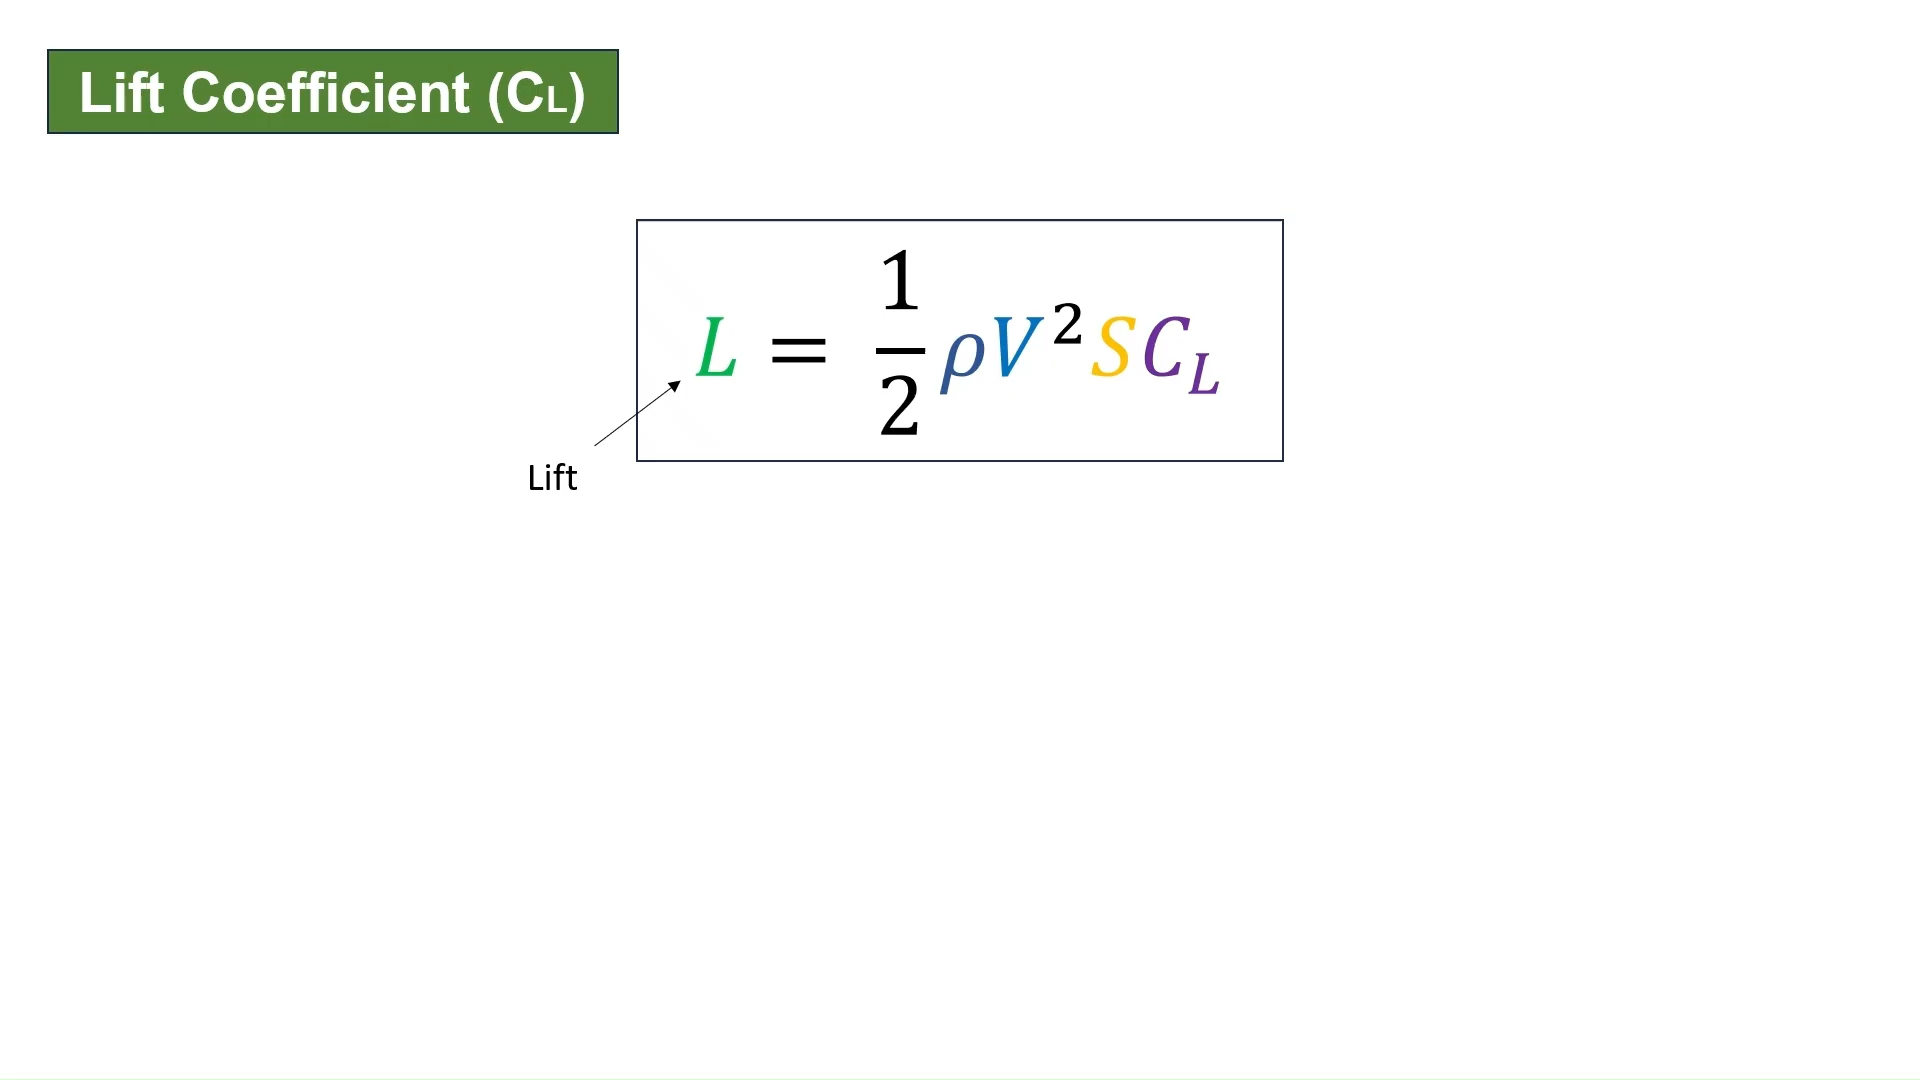 Lift Coefficient (CL)
L = 1/2 ρV²SC_L
Lift